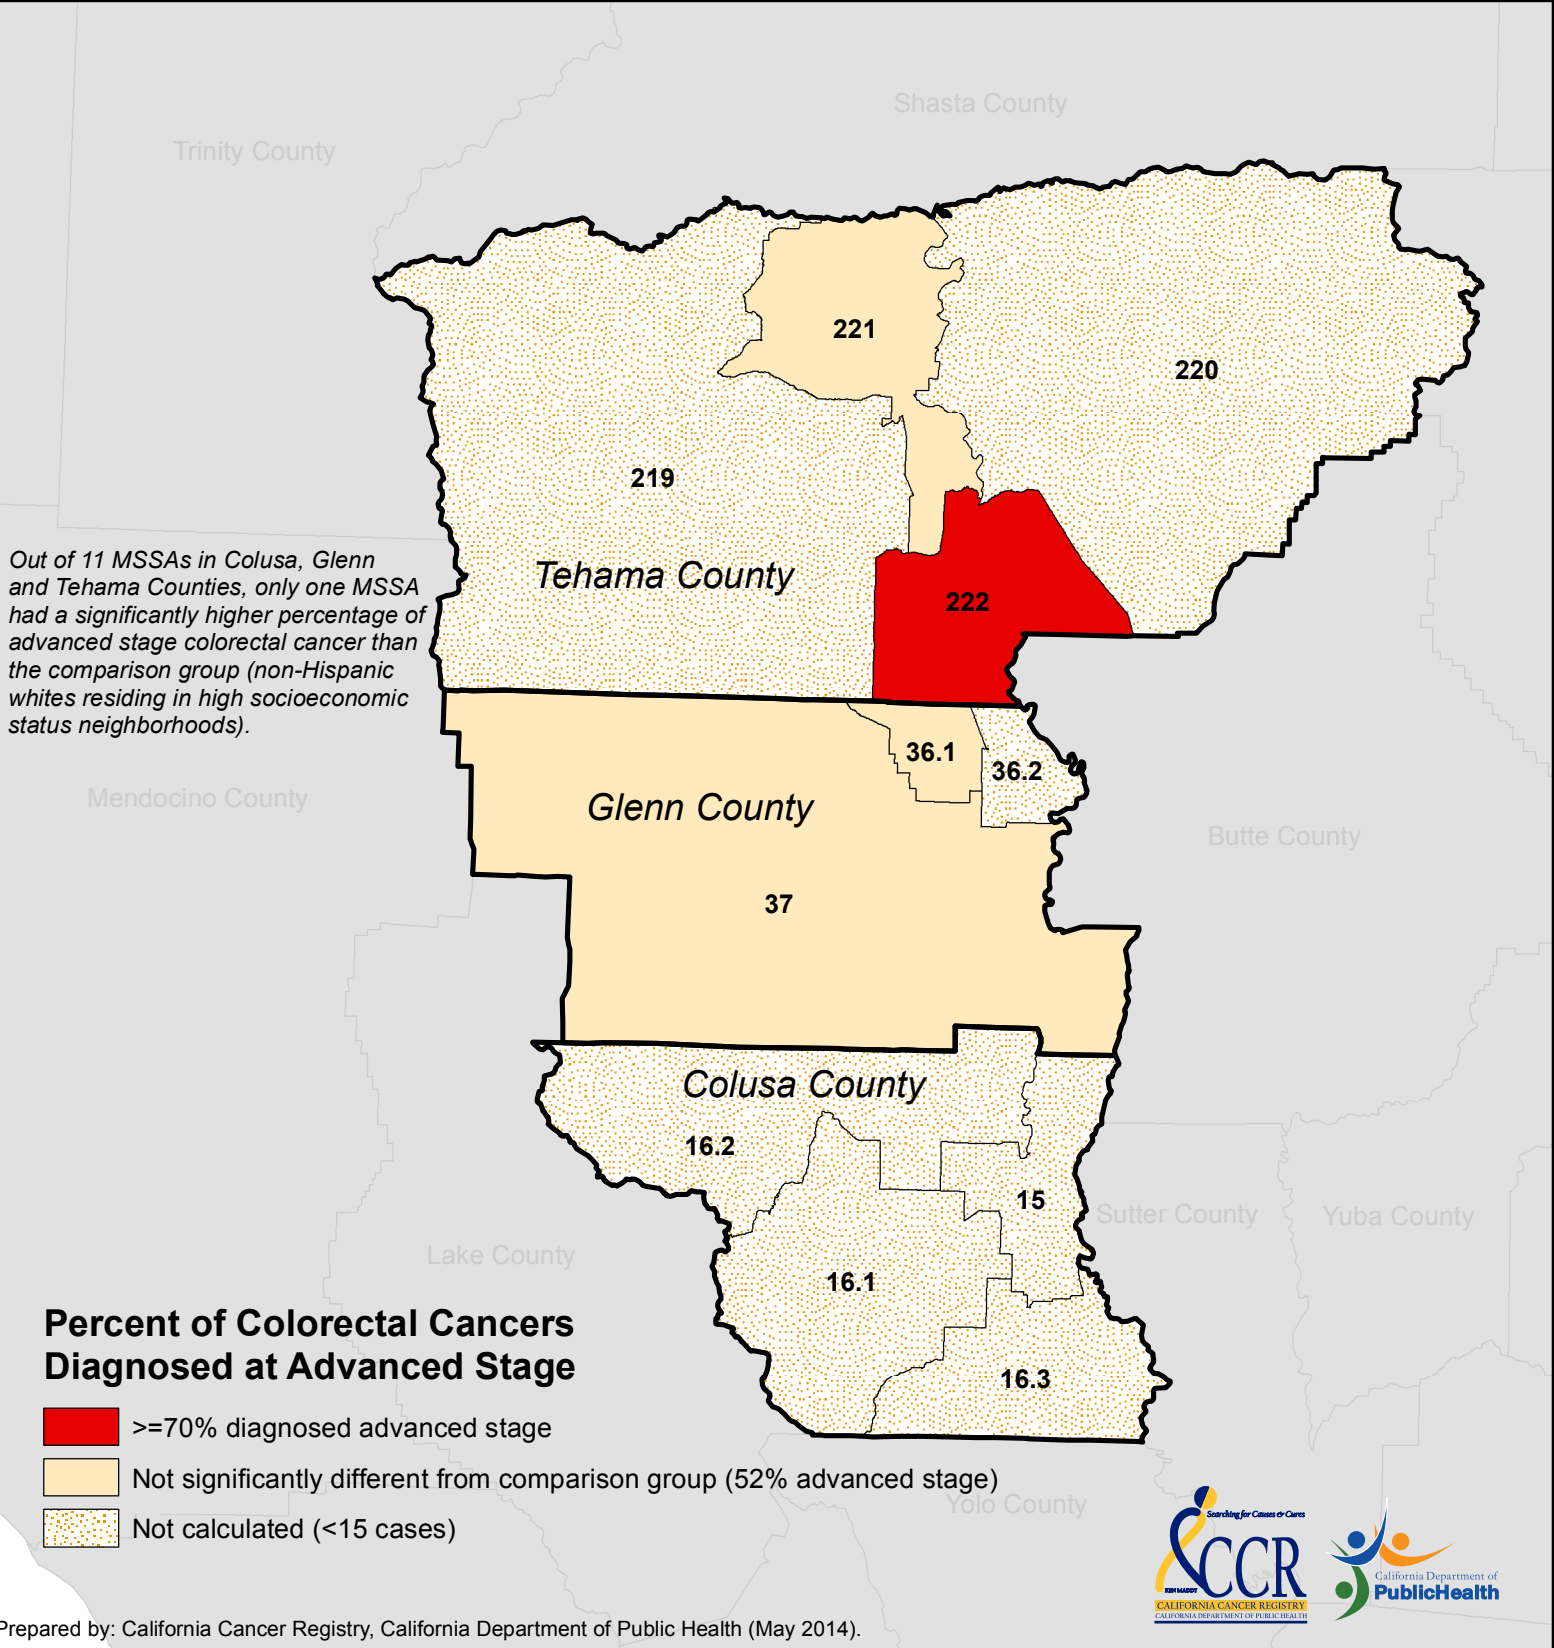 Shasta County
Trinity County
221
220
219
Out of 11 MSSAs in Colusa, Glenn
and Tehama Counties, only one MSSA
had a significantly higher percentage of
advanced stage colorectal cancer than
the comparison group (non-Hispanic
whites residing in high socioeconomic
status neighborhoods).
Tehama County
222
36.1
36.2
Mendocino County
Glenn County
Butte County
37
Colusa County
16.2
15
Sutter County
Yuba County
Lake County
16.1
16.3
Percent of Colorectal Cancers
Diagnosed at Advanced Stage
>=70% diagnosed advanced stage
Not significantly different from comparison group (52% advanced stage)
Not calculated (<15 cases)
Yolo County
Searching for Causes & Cures
CCR
KEN MADDY
CALIFORNIA CANCER REGISTRY
CALIFORNIA DEPARTMENT OF PUBLIC HEALTH
California Department of
PublicHealth
Prepared by: California Cancer Registry, California Department of Public Health (May 2014).